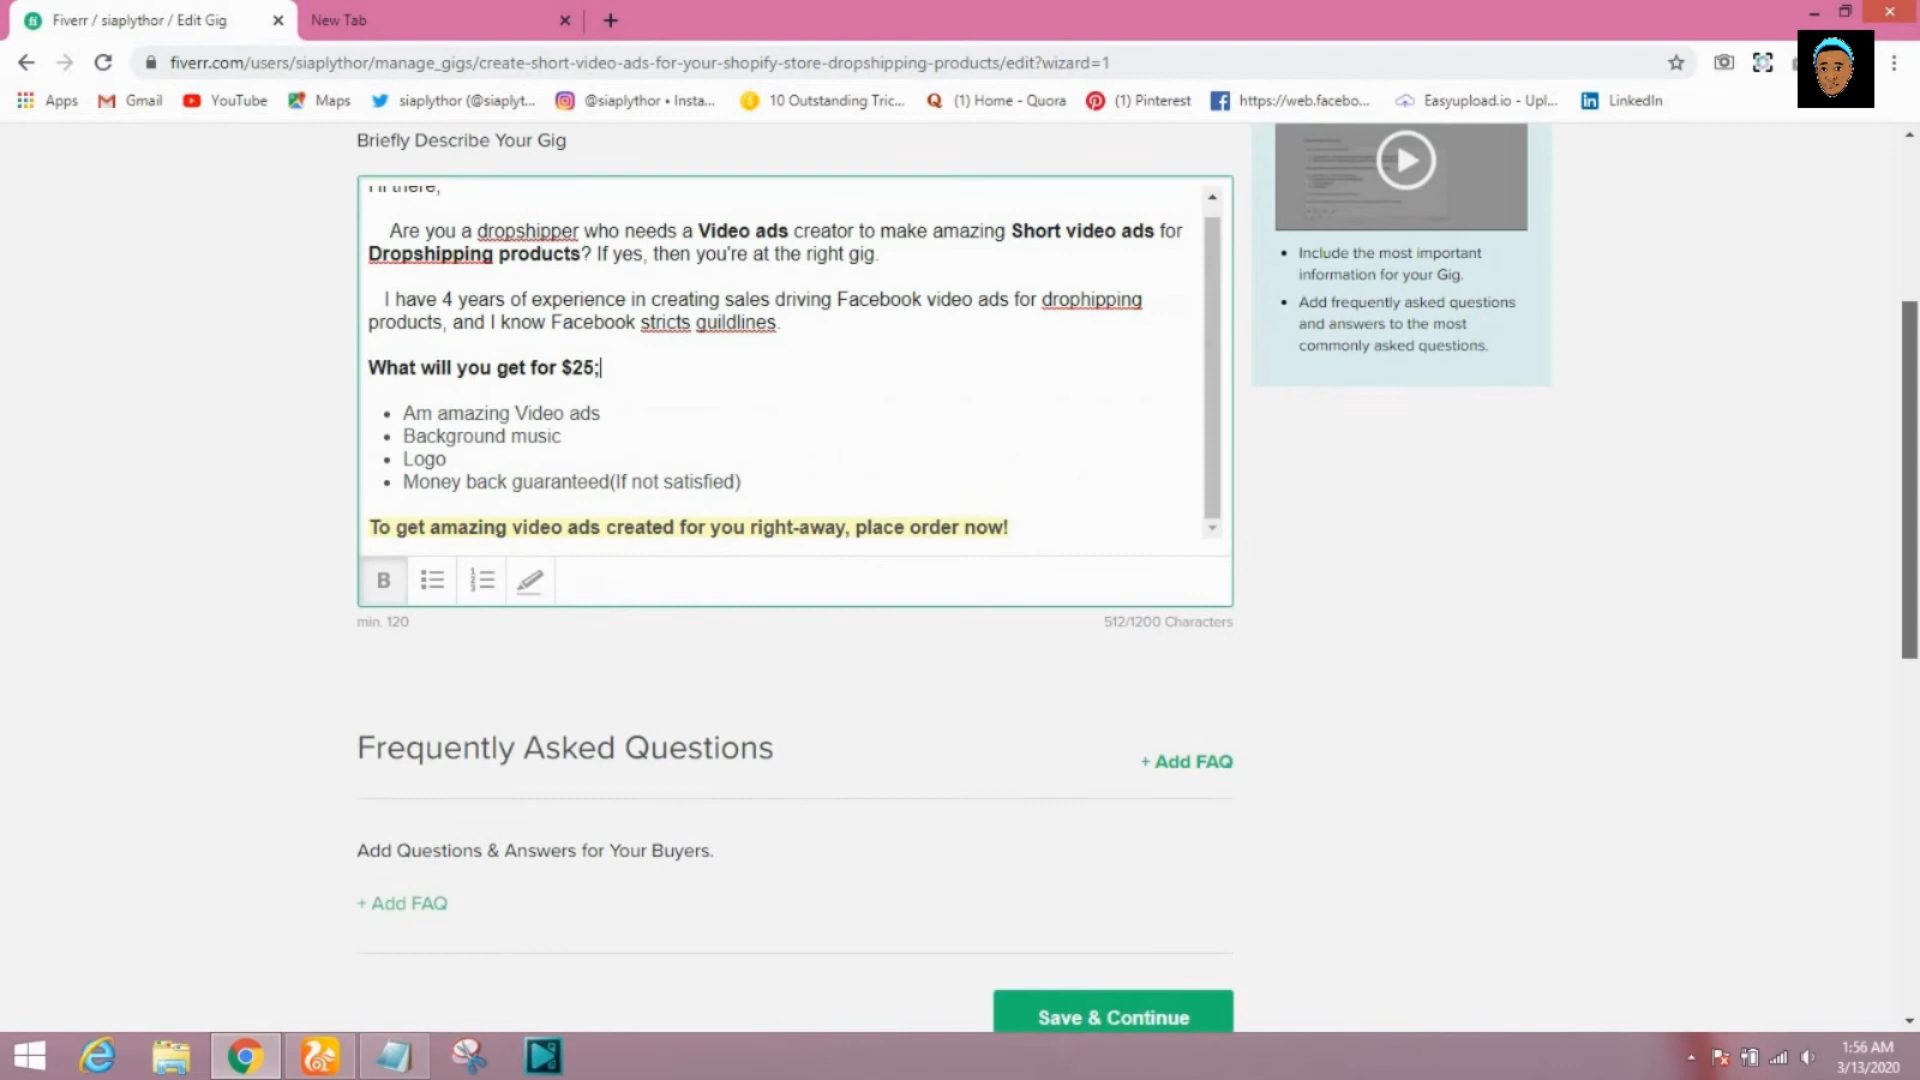 Fiverr / siaplythor / Edit Gig
New Tab
fiverr.com/users/siaplythor/manage_gigs/create-short-video-ads-for-your-shopify-store-dropshipping-products/edit?wizard=1
Apps Gmail YouTube Maps siaplythor (@siaplyt... @siaplythor • Insta... 10 Outstanding Tric... (1) Home - Quora (1) Pinterest https://web.facebo... Easyupload.io - Upl... LinkedIn
Briefly Describe Your Gig
Hi there,
Are you a dropshipper who needs a Video ads creator to make amazing Short video ads for
Dropshipping products? If yes, then you're at the right gig.
I have 4 years of experience in creating sales driving Facebook video ads for drophipping
products, and I know Facebook stricts guildlines.
What will you get for $25;
• Am amazing Video ads
• Background music
• Logo
• Money back guaranteed(If not satisfied)
To get amazing video ads created for you right-away, place order now!
B
min. 120
512/1200 Characters
• Include the most important
information for your Gig.
• Add frequently asked questions
and answers to the most
commonly asked questions.
Frequently Asked Questions
+ Add FAQ
Add Questions & Answers for Your Buyers.
+ Add FAQ
Save & Continue
1:56 AM
3/13/2020